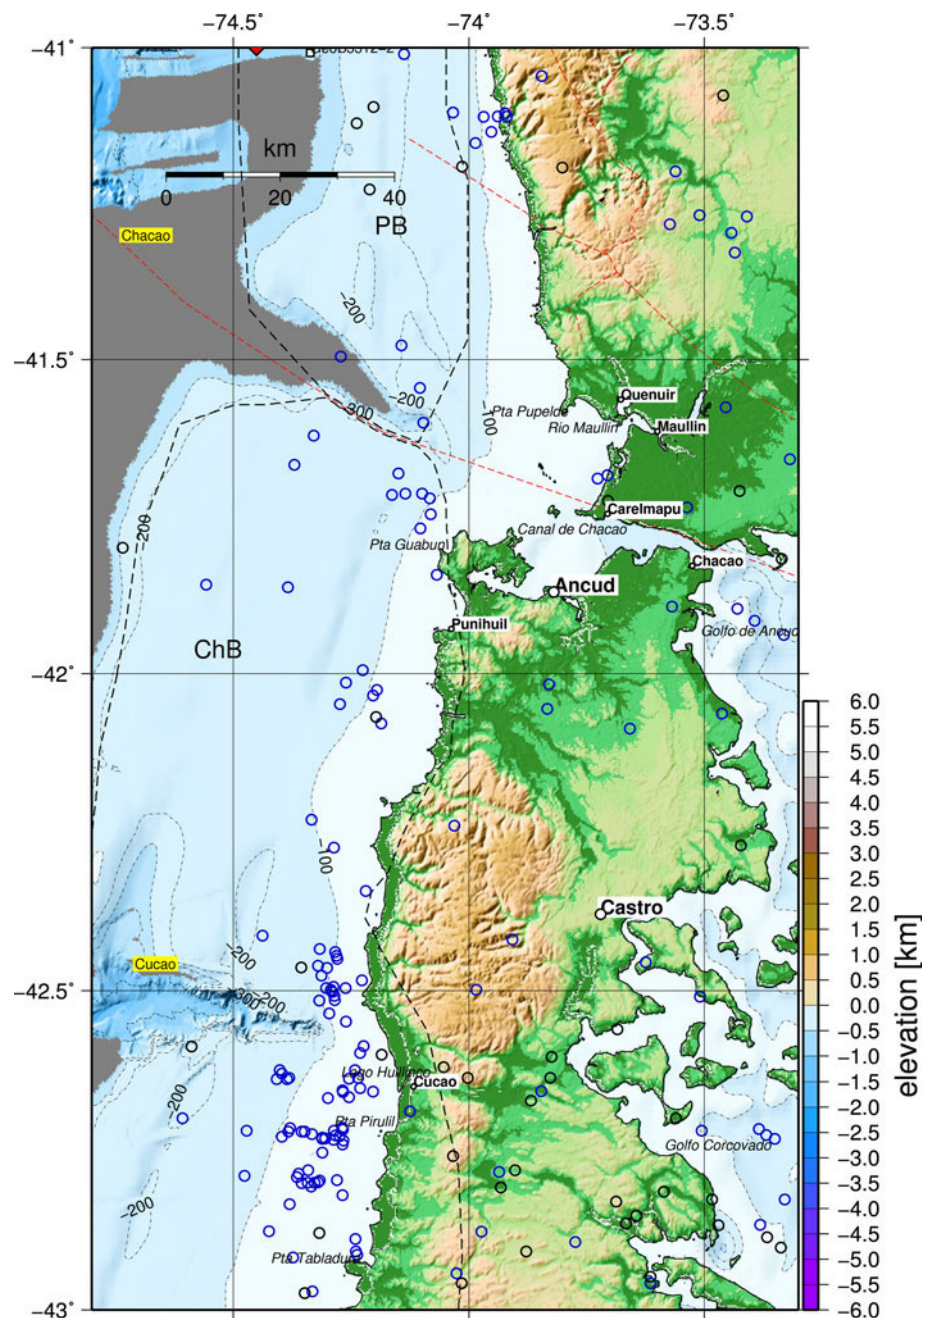 −74.5˚
−74˚
−73.5˚
−41˚
km
0
20
40
PB
Chacao
−200
−41.5˚
−200
−300
−100
Pta Pupelde
Quenuir
Rio Maullin
Maullin
200
Carelmapu
Canal de Chacao
Pta Guabun
Chacao
Ancud
Punihuil
Golfo de Ancud
ChB
−42˚
−100
Castro
−200
Cucao
−300
−200
−42.5˚
Lago Huillinco
Cucao
−200
Pta Pirulil
Golfo Corcovado
−200
Pta Tabladura
−43˚
6.0
5.5
5.0
4.5
4.0
3.5
3.0
2.5
2.0
1.5
1.0
0.5
0.0
−0.5
−1.0
−1.5
−2.0
−2.5
−3.0
−3.5
−4.0
−4.5
−5.0
−5.5
−6.0
elevation [km]